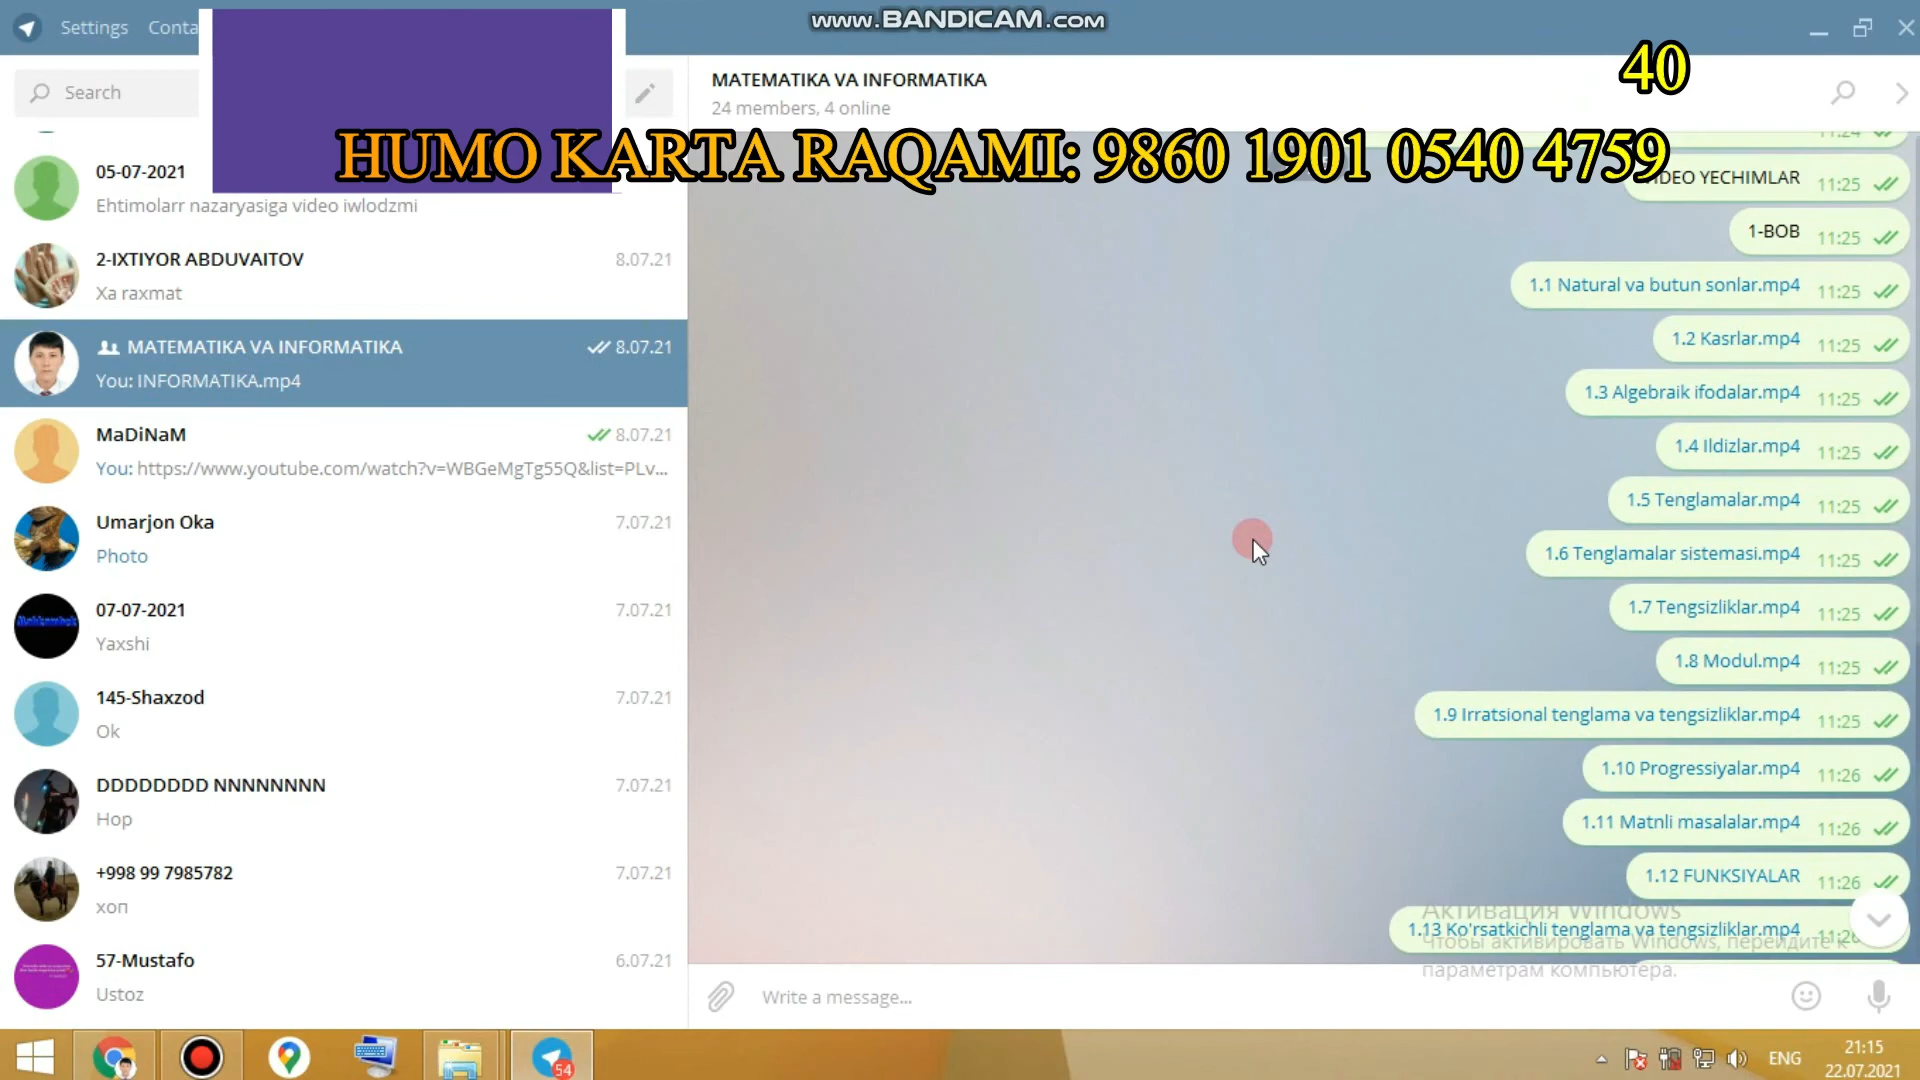 www.BANDICAM.com
Settings
Conta
40
Search
MATEMATIKA VA INFORMATIKA
24 members, 4 online
HUMO KARTA RAQAMI: 9860 1901 0540 4759
05-07-2021
Ehtimolarr nazaryasiga video iwlodzmi
2-IXTIYOR ABDUVAITOV 8.07.21
Xa raxmat
MATEMATIKA VA INFORMATIKA 8.07.21
You: INFORMATIKA.mp4
MaDiNaM 8.07.21
You: https://www.youtube.com/watch?v=WBGeMgTg55Q&list=PLv...
Umarjon Oka 7.07.21
Photo
07-07-2021 7.07.21
Yaxshi
145-Shaxzod 7.07.21
Ok
DDDDDDDD NNNNNNNN 7.07.21
Hop
+998 99 7985782 7.07.21
хоп
57-Mustafo 6.07.21
Ustoz
11:24
VIDEO YECHIMLAR 11:25
1-BOB 11:25
1.1 Natural va butun sonlar.mp4 11:25
1.2 Kasrlar.mp4 11:25
1.3 Algebraik ifodalar.mp4 11:25
1.4 Ildizlar.mp4 11:25
1.5 Tenglamalar.mp4 11:25
1.6 Tenglamalar sistemasi.mp4 11:25
1.7 Tengsizliklar.mp4 11:25
1.8 Modul.mp4 11:25
1.9 Irratsional tenglama va tengsizliklar.mp4 11:25
1.10 Progressiyalar.mp4 11:26
1.11 Matnli masalalar.mp4 11:26
1.12 FUNKSIYALAR 11:26
1.13 Ko'rsatkichli tenglama va tengsizliklar.mp4 11:26
Активация Windows
Чтобы активировать Windows, перейдите к
параметрам компьютера.
Write a message...
54
ENG
21:15
22.07.2021